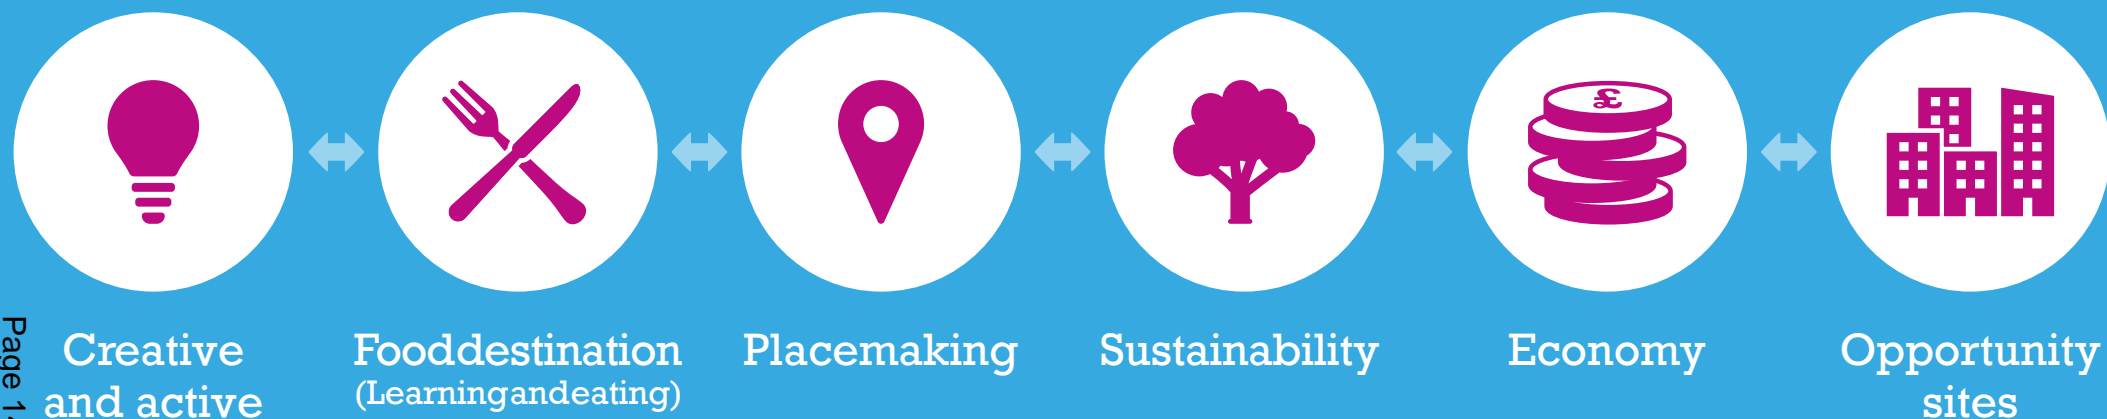 £
Creative
and active
Fooddestination
(Learningandeating)
Placemaking
Sustainability
Economy
Opportunity
sites
Page